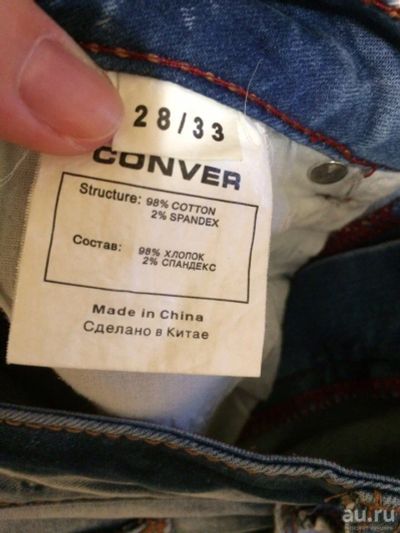 28/33
CONVER
Structure: 98% COTTON
2% SPANDEX
Состав: 98% ХЛОПОК
2% СПАНДЕКС
Made in China
Сделано в Китае
au.ru